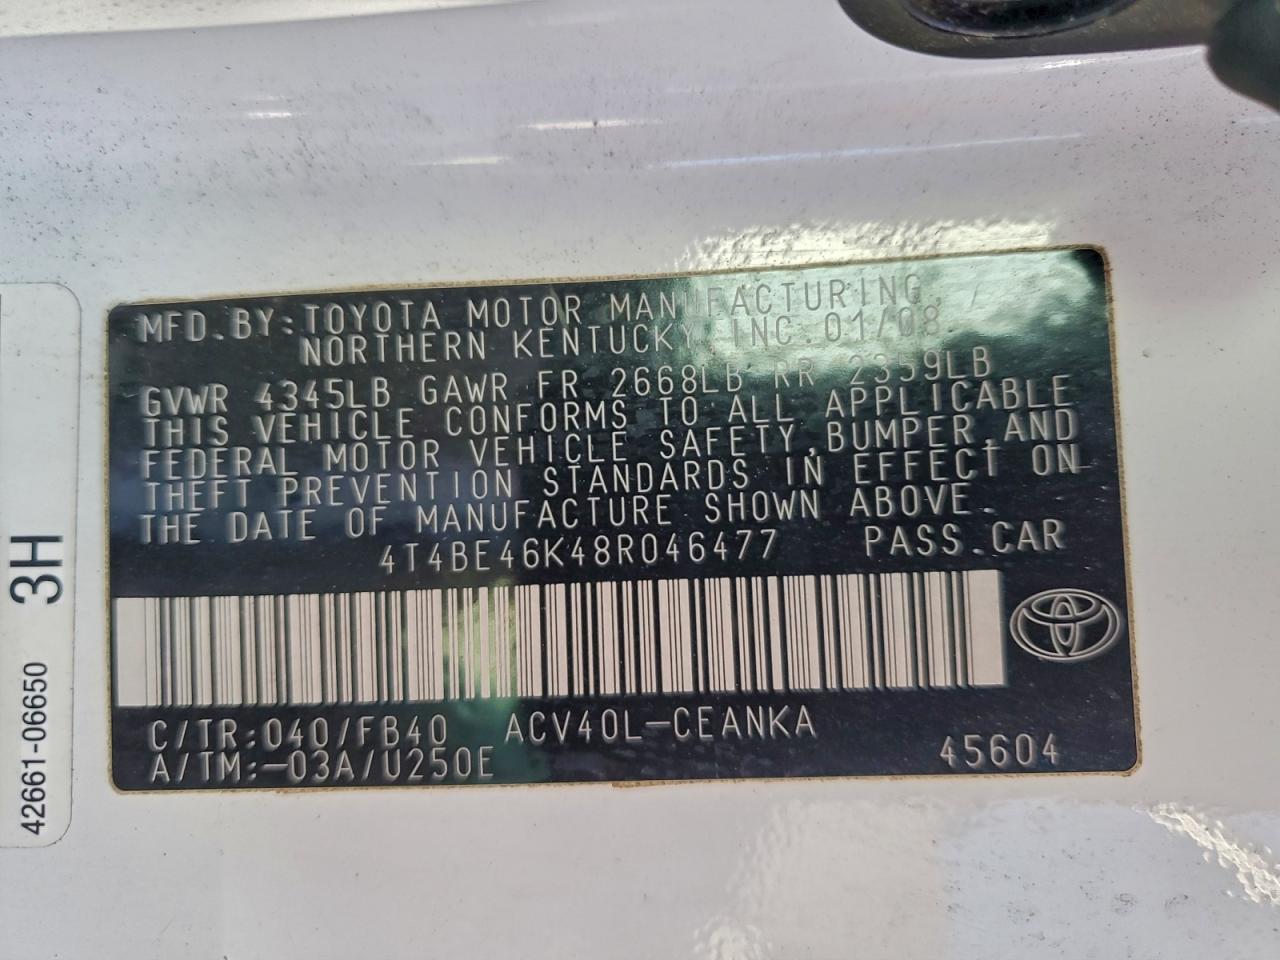 MFD.BY:TOYOTA MOTOR MANUFACTURING,
NORTHERN KENTUCKY, INC. 01/08
GVWR 4345LB GAWR FR 2668LB RR 2359LB
THIS VEHICLE CONFORMS TO ALL APPLICABLE
FEDERAL MOTOR VEHICLE SAFETY,BUMPER,AND
THEFT PREVENTION STANDARDS IN EFFECT ON
THE DATE OF MANUFACTURE SHOWN ABOVE.
4T4BE46K48R046477 PASS.CAR
C/TR:040/FB40 ACV40L-CEANKA
A/TM:-03A/U250E 45604
42661-06650 3H